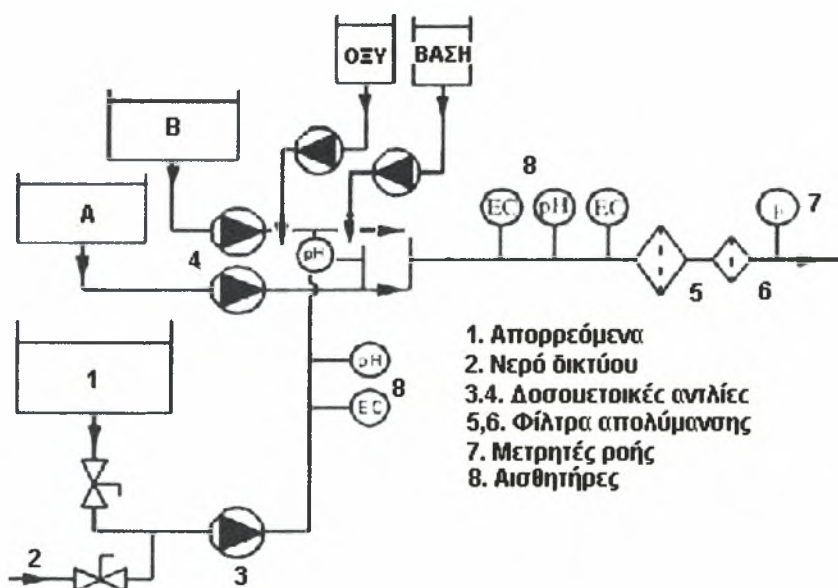 ΟΞΥ
ΒΑΣΗ
B
A
8
EC
pH
EC
7
4
pH
5
6
1
pH
EC
8
2
3
1. Απορρεόμενα
2. Νερό δικτύου
3.4. Δοσομετρικές αντλίες
5,6. Φίλτρα απολύμανσης
7. Μετρητές ροής
8. Αισθητήρες